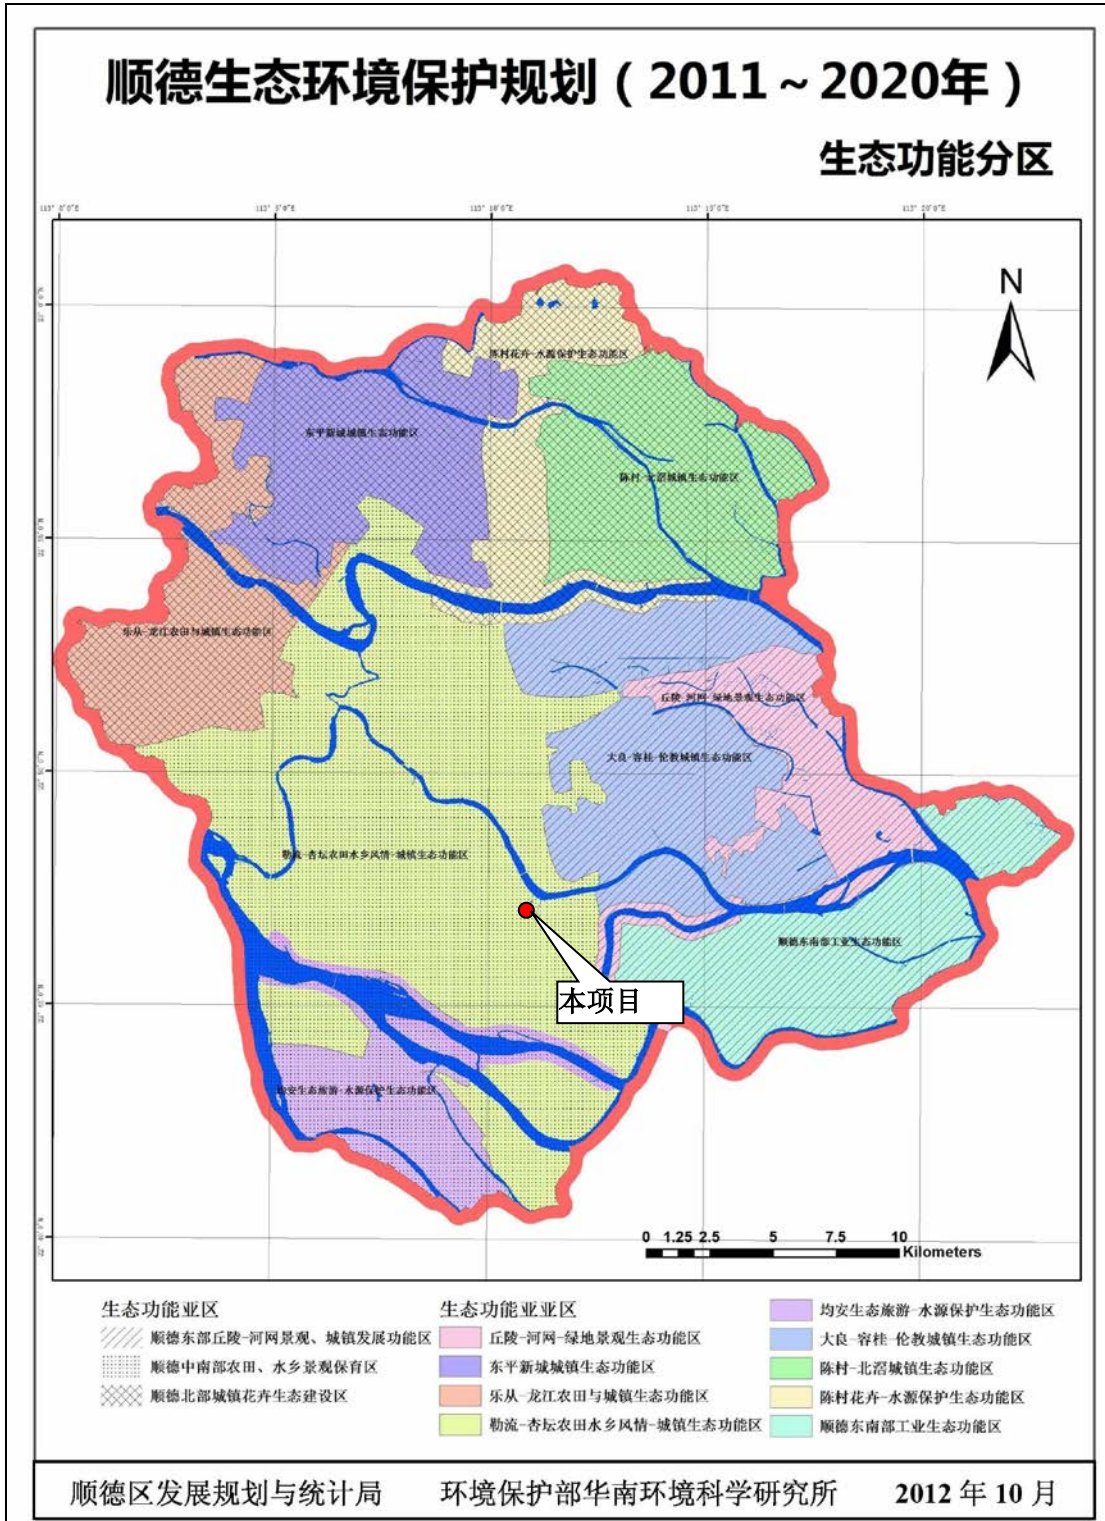 顺德生态环境保护规划（2011～2020年）
生态功能分区
113° 5'0"E
113° 10'0"E
113° 15'0"E
113° 20'0"E
N
陈村花卉-水源保护生态功能区
东平新城城镇生态功能区
陈村-北滘城镇生态功能区
乐从-龙江农田与城镇生态功能区
丘陵-河网-绿地景观生态功能区
大良-容桂-伦教城镇生态功能区
勒流-杏坛农田水乡风情-城镇生态功能区
顺德东南部工业生态功能区
本项目
均安生态旅游-水源保护生态功能区
0 1.25 2.5 5 7.5 10
Kilometers
生态功能亚区
顺德东部丘陵-河网景观、城镇发展功能区
顺德中南部农田、水乡景观保育区
顺德北部城镇花卉生态建设区
生态功能亚亚区
丘陵-河网-绿地景观生态功能区
东平新城城镇生态功能区
乐从-龙江农田与城镇生态功能区
勒流-杏坛农田水乡风情-城镇生态功能区
均安生态旅游-水源保护生态功能区
大良-容桂-伦教城镇生态功能区
陈村-北滘城镇生态功能区
陈村花卉-水源保护生态功能区
顺德东南部工业生态功能区
顺德区发展规划与统计局 环境保护部华南环境科学研究所 2012 年 10 月